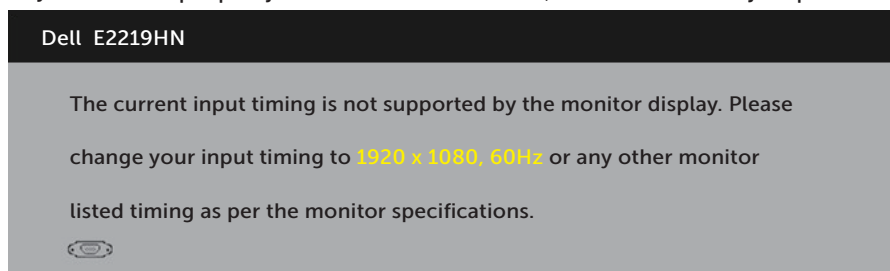 Dell E2219HN
The current input timing is not supported by the monitor display. Please
change your input timing to 1920 x 1080, 60Hz or any other monitor
listed timing as per the monitor specifications.